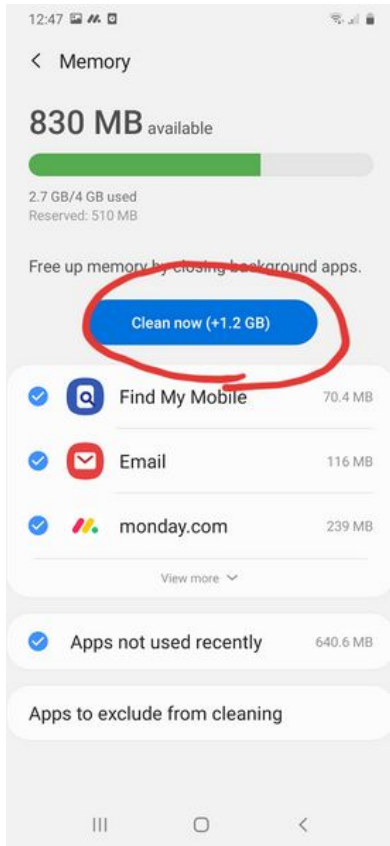 12:47
Memory
830 MB available
2.7 GB/4 GB used
Reserved: 510 MB
Free up memory by closing background apps.
Clean now (+1.2 GB)
Find My Mobile 70.4 MB
Email 116 MB
monday.com 239 MB
View more
Apps not used recently 640.6 MB
Apps to exclude from cleaning